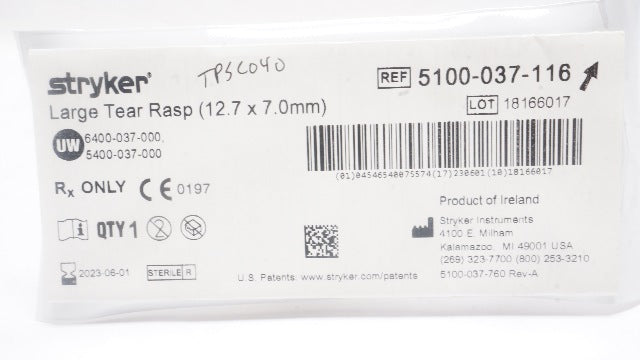 stryker® TPSC040 REF 5100-037-116
Large Tear Rasp (12.7 x 7.0mm) LOT 18166017
UW 6400-037-000,
5400-037-000
(01)04546540075574(17)230601(10)18166017
Rx ONLY CE 0197
Product of Ireland
QTY 1
Stryker Instruments
4100 E. Milham
Kalamazoo, MI 49001 USA
(269) 323-7700 (800) 253-3210
2023-06-01 STERILE R U.S. Patents: www.stryker.com/patents 5100-037-760 Rev-A